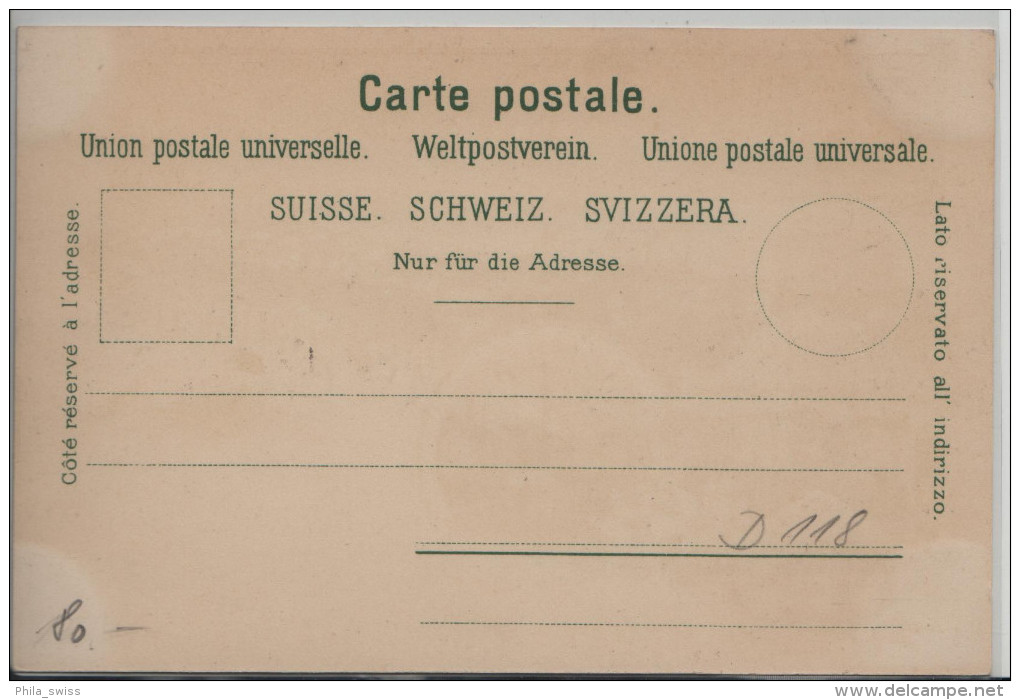 Carte postale.
Union postale universelle. Weltpostverein. Unione postale universale.
SUISSE. SCHWEIZ. SVIZZERA.
Nur für die Adresse.
Côté réservé à l'adresse.
Lato riservato all' indirizzo.
D 118
80.—
Phila_swiss
delcampe.net